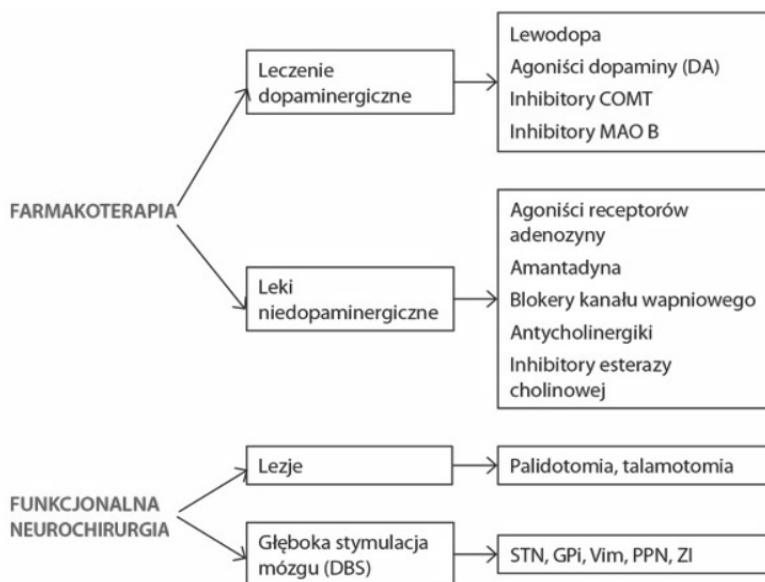 FARMAKOTERAPIA
Leczenie
dopaminergiczne
Lewodopa
Agoniści dopaminy (DA)
Inhibitory COMT
Inhibitory MAO B
Leki
niedopaminergiczne
Agoniści receptorów
adenozyny
Amantadyna
Blokery kanału wapniowego
Antycholinergiki
Inhibitory esterazy
cholinowej
FUNKCJONALNA
NEUROCHIRURGIA
Lezje
Palidotomia, talamotomia
Głęboka stymulacja
mózgu (DBS)
STN, GPi, Vim, PPN, ZI